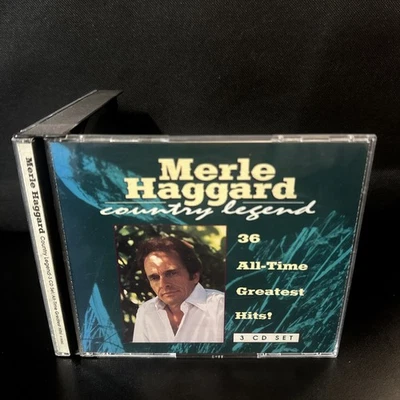 Merle
Haggard
country legend
36
All-Time
Greatest
Hits!
3 CD SET
Merle Haggard